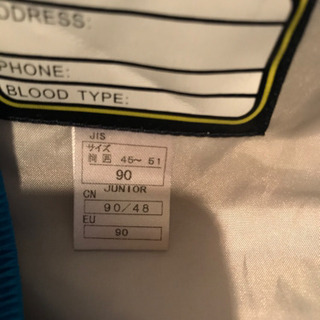 ADDRESS:
PHONE:
BLOOD TYPE:
JIS
サイズ
胸囲 45~51
90
JUNIOR
CN
90/48
EU
90